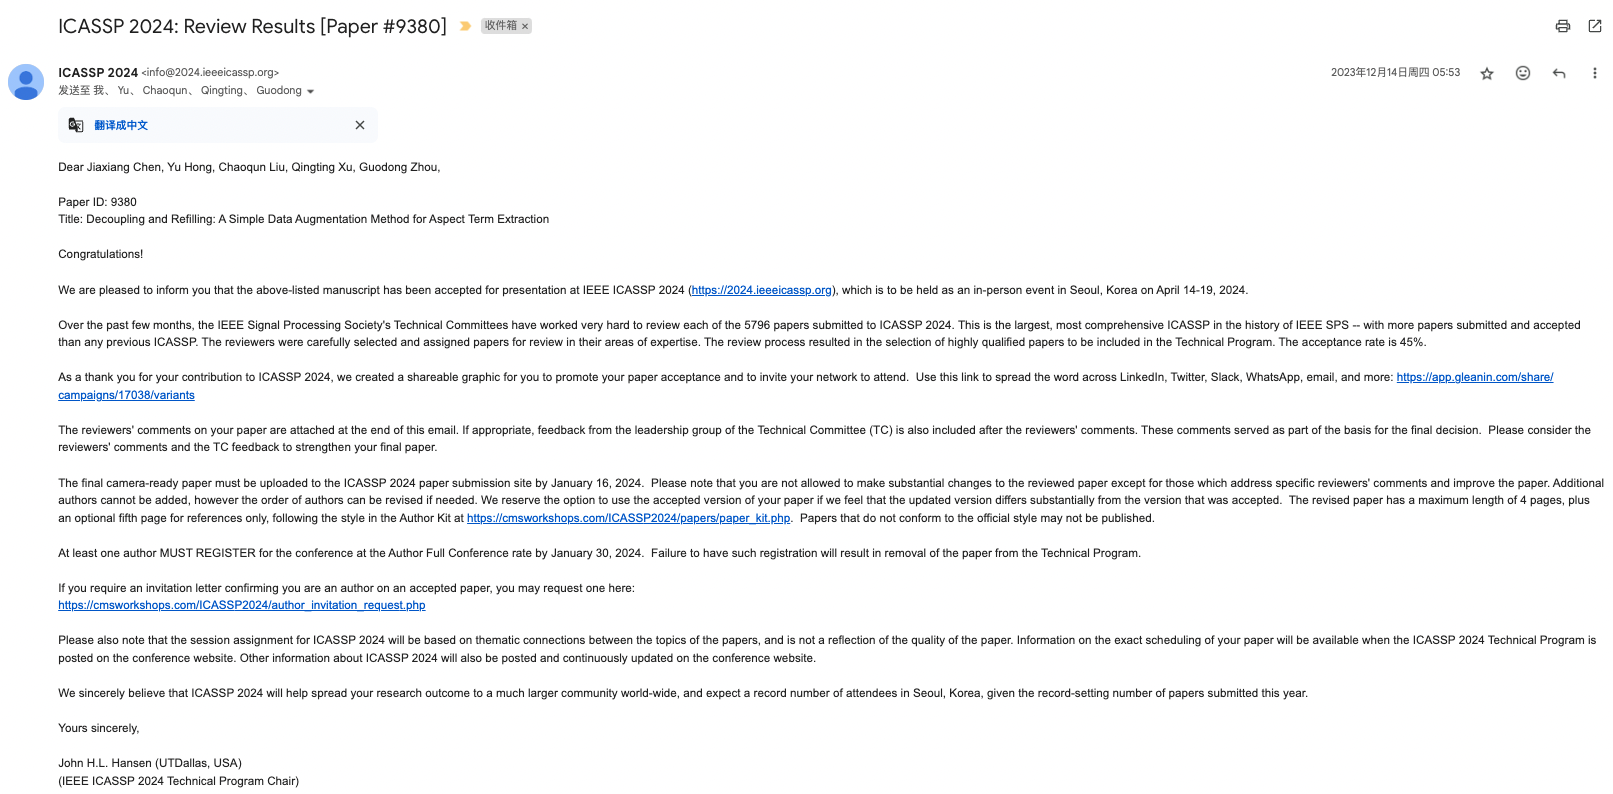 ICASSP 2024: Review Results [Paper #9380] 收件箱 ×
ICASSP 2024 <info@2024.ieeeicassp.org> 2023年12月14日周四 05:53
发送至 我、 Yu、 Chaoqun、 Qingting、 Guodong
翻译成中文
Dear Jiaxiang Chen, Yu Hong, Chaoqun Liu, Qingting Xu, Guodong Zhou,
Paper ID: 9380
Title: Decoupling and Refilling: A Simple Data Augmentation Method for Aspect Term Extraction
Congratulations!
We are pleased to inform you that the above-listed manuscript has been accepted for presentation at IEEE ICASSP 2024 (https://2024.ieeeicassp.org), which is to be held as an in-person event in Seoul, Korea on April 14-19, 2024.
Over the past few months, the IEEE Signal Processing Society's Technical Committees have worked very hard to review each of the 5796 papers submitted to ICASSP 2024. This is the largest, most comprehensive ICASSP in the history of IEEE SPS -- with more papers submitted and accepted
than any previous ICASSP. The reviewers were carefully selected and assigned papers for review in their areas of expertise. The review process resulted in the selection of highly qualified papers to be included in the Technical Program. The acceptance rate is 45%.
As a thank you for your contribution to ICASSP 2024, we created a shareable graphic for you to promote your paper acceptance and to invite your network to attend.  Use this link to spread the word across LinkedIn, Twitter, Slack, WhatsApp, email, and more: https://app.gleanin.com/share/
campaigns/17038/variants
The reviewers' comments on your paper are attached at the end of this email. If appropriate, feedback from the leadership group of the Technical Committee (TC) is also included after the reviewers' comments. These comments served as part of the basis for the final decision.  Please consider the
reviewers' comments and the TC feedback to strengthen your final paper.
The final camera-ready paper must be uploaded to the ICASSP 2024 paper submission site by January 16, 2024.  Please note that you are not allowed to make substantial changes to the reviewed paper except for those which address specific reviewers' comments and improve the paper. Additional
authors cannot be added, however the order of authors can be revised if needed. We reserve the option to use the accepted version of your paper if we feel that the updated version differs substantially from the version that was accepted.  The revised paper has a maximum length of 4 pages, plus
an optional fifth page for references only, following the style in the Author Kit at https://cmsworkshops.com/ICASSP2024/papers/paper_kit.php.  Papers that do not conform to the official style may not be published.
At least one author MUST REGISTER for the conference at the Author Full Conference rate by January 30, 2024.  Failure to have such registration will result in removal of the paper from the Technical Program.
If you require an invitation letter confirming you are an author on an accepted paper, you may request one here:
https://cmsworkshops.com/ICASSP2024/author_invitation_request.php
Please also note that the session assignment for ICASSP 2024 will be based on thematic connections between the topics of the papers, and is not a reflection of the quality of the paper. Information on the exact scheduling of your paper will be available when the ICASSP 2024 Technical Program is
posted on the conference website. Other information about ICASSP 2024 will also be posted and continuously updated on the conference website.
We sincerely believe that ICASSP 2024 will help spread your research outcome to a much larger community world-wide, and expect a record number of attendees in Seoul, Korea, given the record-setting number of papers submitted this year.
Yours sincerely,
John H.L. Hansen (UTDallas, USA)
(IEEE ICASSP 2024 Technical Program Chair)